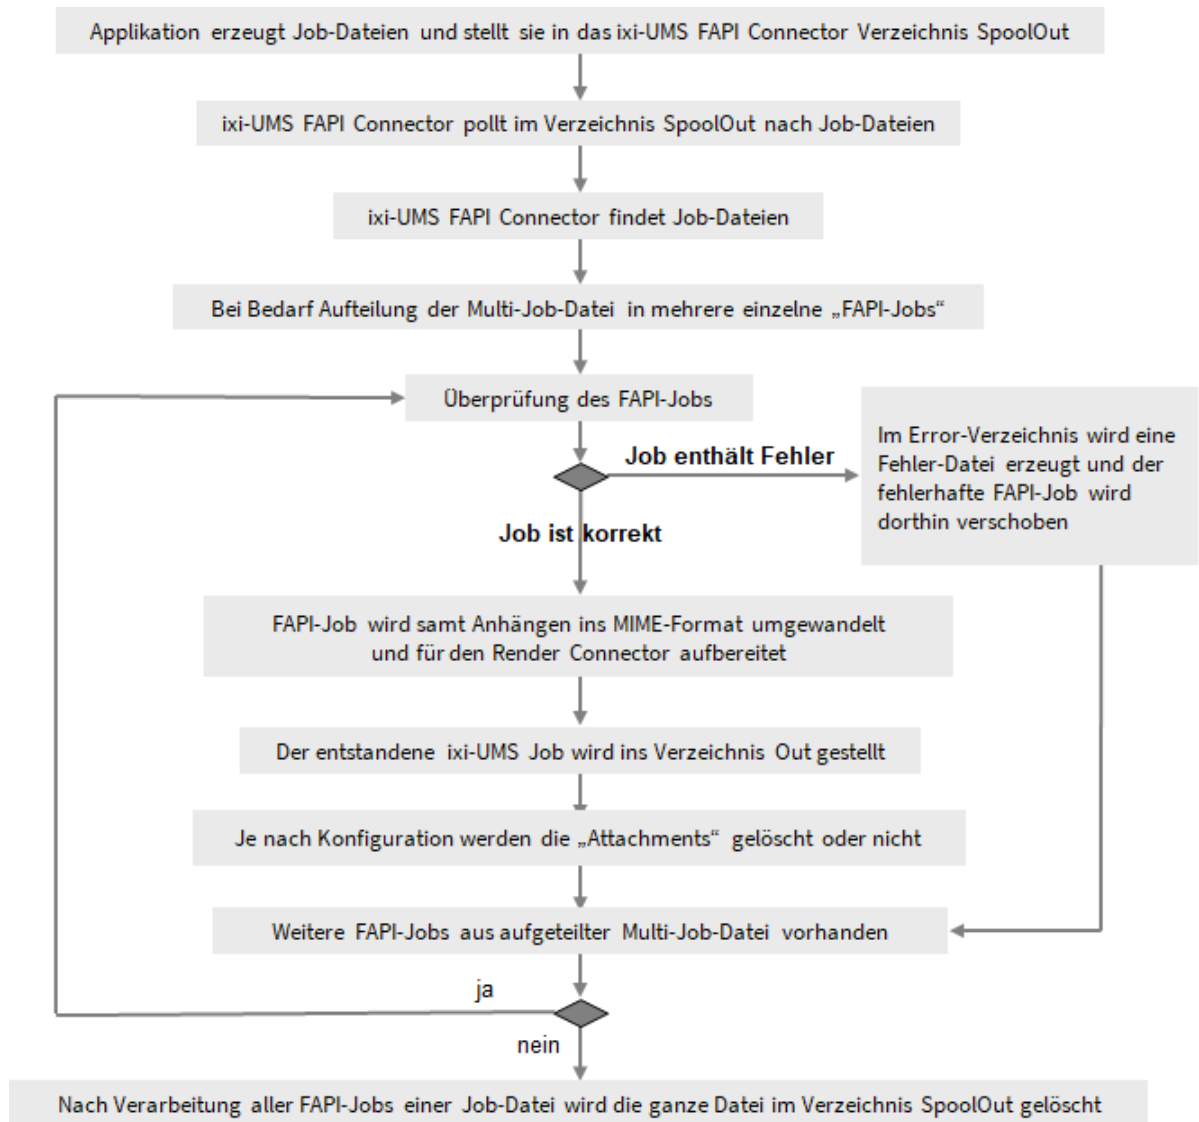 Applikation erzeugt Job-Dateien und stellt sie in das ixi-UMS FAPI Connector Verzeichnis SpoolOut
ixi-UMS FAPI Connector pollt im Verzeichnis SpoolOut nach Job-Dateien
ixi-UMS FAPI Connector findet Job-Dateien
Bei Bedarf Aufteilung der Multi-Job-Datei in mehrere einzelne „FAPI-Jobs“
Überprüfung des FAPI-Jobs
Job enthält Fehler
Im Error-Verzeichnis wird eine
Fehler-Datei erzeugt und der
fehlerhafte FAPI-Job wird
dorthin verschoben
Job ist korrekt
FAPI-Job wird samt Anhängen ins MIME-Format umgewandelt
und für den Render Connector aufbereitet
Der entstandene ixi-UMS Job wird ins Verzeichnis Out gestellt
Je nach Konfiguration werden die „Attachments“ gelöscht oder nicht
Weitere FAPI-Jobs aus aufgeteilter Multi-Job-Datei vorhanden
ja
nein
Nach Verarbeitung aller FAPI-Jobs einer Job-Datei wird die ganze Datei im Verzeichnis SpoolOut gelöscht